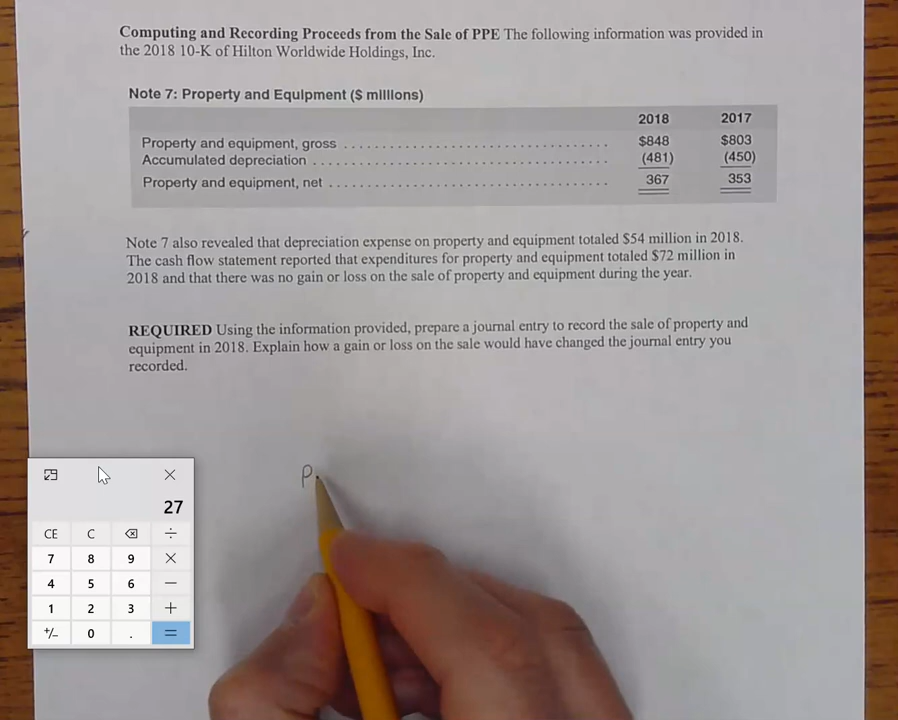 Computing and Recording Proceeds from the Sale of PPE The following information was provided in
the 2018 10-K of Hilton Worldwide Holdings, Inc.
Note 7: Property and Equipment ($ millions)
2018 2017
Property and equipment, gross $848 $803
Accumulated depreciation (481) (450)
Property and equipment, net 367 353
Note 7 also revealed that depreciation expense on property and equipment totaled $54 million in 2018.
The cash flow statement reported that expenditures for property and equipment totaled $72 million in
2018 and that there was no gain or loss on the sale of property and equipment during the year.
REQUIRED Using the information provided, prepare a journal entry to record the sale of property and
equipment in 2018. Explain how a gain or loss on the sale would have changed the journal entry you
recorded.
P
27
CE C ÷
7 8 9 ×
4 5 6 −
1 2 3 +
+/− 0 . =